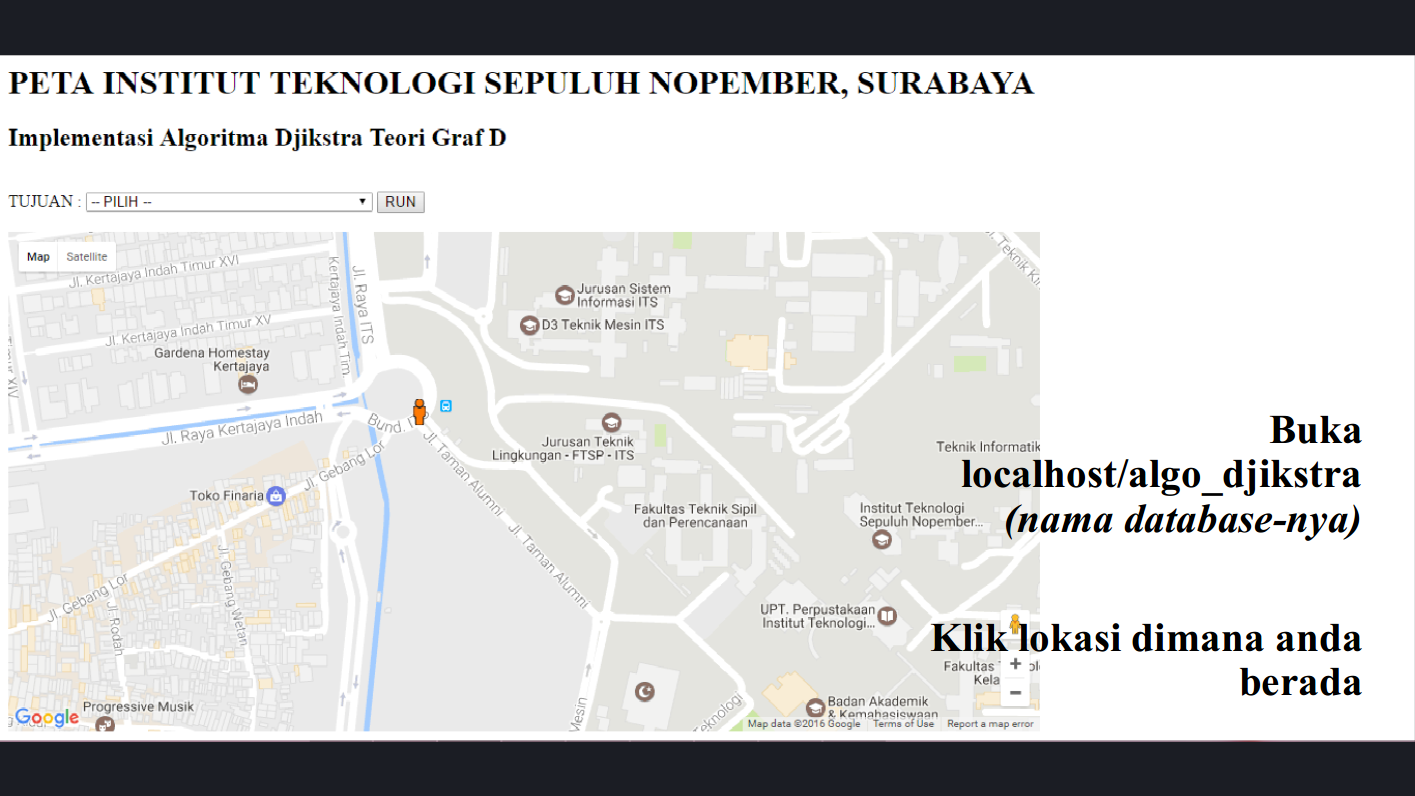 PETA INSTITUT TEKNOLOGI SEPULUH NOPEMBER, SURABAYA
Implementasi Algoritma Djikstra Teori Graf D
TUJUAN : -- PILIH -- RUN
Map Satellite
Jl. Kertajaya Indah Timur XVI
Jl. Kertajaya Indah Timur XV
Kertajaya Indah Tim
Jl. Raya ITS
Jl. Teknik K
Jurusan Sistem
Informasi ITS
D3 Teknik Mesin ITS
Gardena Homestay
Kertajaya
Jl. Raya Kertajaya Indah
Bund.
Jl. Gebang Lor
Jurusan Teknik
Lingkungan - FTSP - ITS
Teknik Informatik
Toko Finaria
Jl. Taman Alumni
Fakultas Teknik Sipil
dan Perencanaan
Institut Teknologi
Sepuluh Nopember...
Jl. Taman Alumni
Jl. Gebang Lor
Jl. Rodah
Jl. Gebang Wetan
UPT. Perpustakaan
Institut Teknologi...
Fakultas
Kela
Badan Akademik
& Kemahasiswaan
Progressive Musik
Mesin
Teknologi
Google
Map data ©2016 Google Terms of Use Report a map error
Buka
localhost/algo_djikstra
(nama database-nya)
Klik lokasi dimana anda
berada